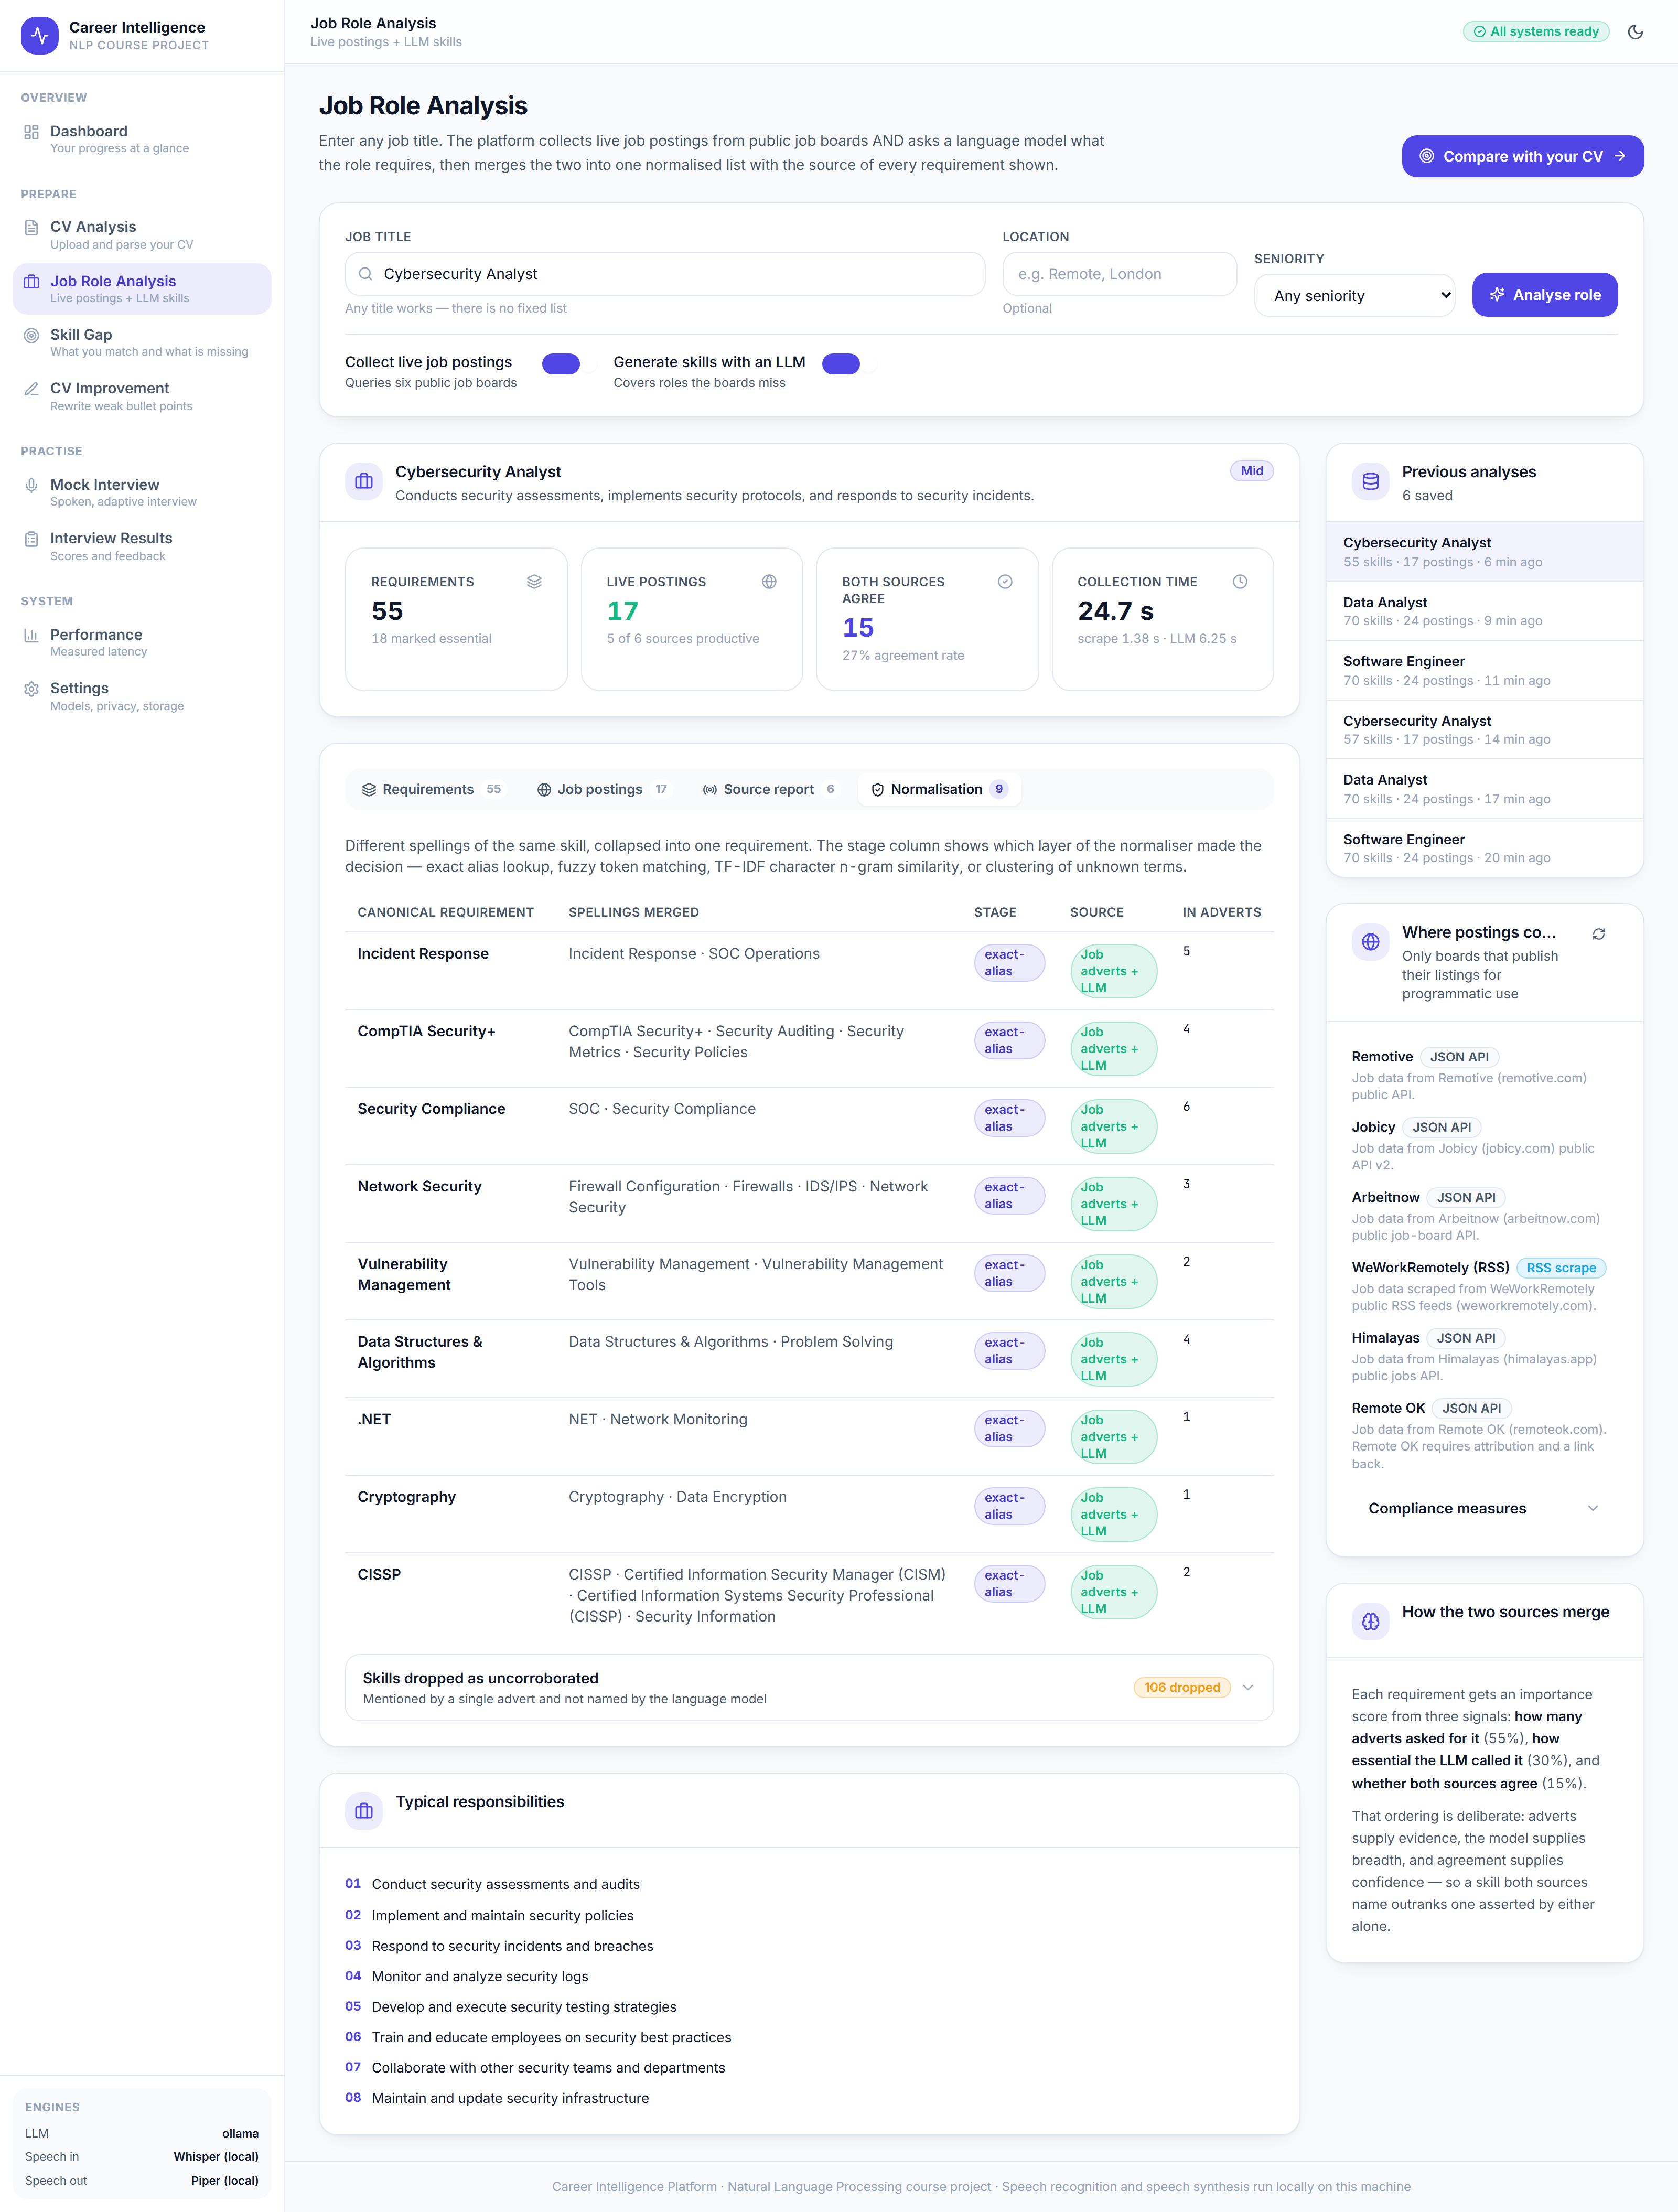 Career Intelligence
NLP COURSE PROJECT
OVERVIEW
Dashboard
Your progress at a glance
PREPARE
CV Analysis
Upload and parse your CV
Job Role Analysis
Live postings + LLM skills
Skill Gap
What you match and what is missing
CV Improvement
Rewrite weak bullet points
PRACTISE
Mock Interview
Spoken, adaptive interview
Interview Results
Scores and feedback
SYSTEM
Performance
Measured latency
Settings
Models, privacy, storage
ENGINES
LLM ollama
Speech in Whisper (local)
Speech out Piper (local)
Job Role Analysis
Live postings + LLM skills
All systems ready
Job Role Analysis
Enter any job title. The platform collects live job postings from public job boards AND asks a language model what
the role requires, then merges the two into one normalised list with the source of every requirement shown.
Compare with your CV
JOB TITLE
Cybersecurity Analyst
Any title works — there is no fixed list
LOCATION
e.g. Remote, London
Optional
SENIORITY
Any seniority
Analyse role
Collect live job postings
Queries six public job boards
Generate skills with an LLM
Covers roles the boards miss
Cybersecurity Analyst
Conducts security assessments, implements security protocols, and responds to security incidents.
Mid
REQUIREMENTS
55
18 marked essential
LIVE POSTINGS
17
5 of 6 sources productive
BOTH SOURCES
AGREE
15
27% agreement rate
COLLECTION TIME
24.7 s
scrape 1.38 s · LLM 6.25 s
Requirements 55
Job postings 17
Source report 6
Normalisation 9
Different spellings of the same skill, collapsed into one requirement. The stage column shows which layer of the normaliser made the
decision — exact alias lookup, fuzzy token matching, TF-IDF character n-gram similarity, or clustering of unknown terms.
CANONICAL REQUIREMENT SPELLINGS MERGED STAGE SOURCE IN ADVERTS
Incident Response
Incident Response · SOC Operations
exact-
alias
Job
adverts +
LLM
5
CompTIA Security+
CompTIA Security+ · Security Auditing · Security
Metrics · Security Policies
exact-
alias
Job
adverts +
LLM
4
Security Compliance
SOC · Security Compliance
exact-
alias
Job
adverts +
LLM
6
Network Security
Firewall Configuration · Firewalls · IDS/IPS · Network
Security
exact-
alias
Job
adverts +
LLM
3
Vulnerability
Management
Vulnerability Management · Vulnerability Management
Tools
exact-
alias
Job
adverts +
LLM
2
Data Structures &
Algorithms
Data Structures & Algorithms · Problem Solving
exact-
alias
Job
adverts +
LLM
4
.NET
NET · Network Monitoring
exact-
alias
Job
adverts +
LLM
1
Cryptography
Cryptography · Data Encryption
exact-
alias
Job
adverts +
LLM
1
CISSP
CISSP · Certified Information Security Manager (CISM)
· Certified Information Systems Security Professional
(CISSP) · Security Information
exact-
alias
Job
adverts +
LLM
2
Skills dropped as uncorroborated
Mentioned by a single advert and not named by the language model
106 dropped
Typical responsibilities
01 Conduct security assessments and audits
02 Implement and maintain security policies
03 Respond to security incidents and breaches
04 Monitor and analyze security logs
05 Develop and execute security testing strategies
06 Train and educate employees on security best practices
07 Collaborate with other security teams and departments
08 Maintain and update security infrastructure
Previous analyses
6 saved
Cybersecurity Analyst
55 skills · 17 postings · 6 min ago
Data Analyst
70 skills · 24 postings · 9 min ago
Software Engineer
70 skills · 24 postings · 11 min ago
Cybersecurity Analyst
57 skills · 17 postings · 14 min ago
Data Analyst
70 skills · 24 postings · 17 min ago
Software Engineer
70 skills · 24 postings · 20 min ago
Where postings co...
Only boards that publish
their listings for
programmatic use
Remotive JSON API
Job data from Remotive (remotive.com)
public API.
Jobicy JSON API
Job data from Jobicy (jobicy.com) public
API v2.
Arbeitnow JSON API
Job data from Arbeitnow (arbeitnow.com)
public job-board API.
WeWorkRemotely (RSS) RSS scrape
Job data scraped from WeWorkRemotely
public RSS feeds (weworkremotely.com).
Himalayas JSON API
Job data from Himalayas (himalayas.app)
public jobs API.
Remote OK JSON API
Job data from Remote OK (remoteok.com).
Remote OK requires attribution and a link
back.
Compliance measures
How the two sources merge
Each requirement gets an importance
score from three signals: how many
adverts asked for it (55%), how
essential the LLM called it (30%), and
whether both sources agree (15%).
That ordering is deliberate: adverts
supply evidence, the model supplies
breadth, and agreement supplies
confidence — so a skill both sources
name outranks one asserted by either
alone.
Career Intelligence Platform · Natural Language Processing course project · Speech recognition and speech synthesis run locally on this machine